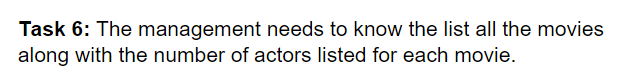 Task 6: The management needs to know the list all the movies
along with the number of actors listed for each movie.